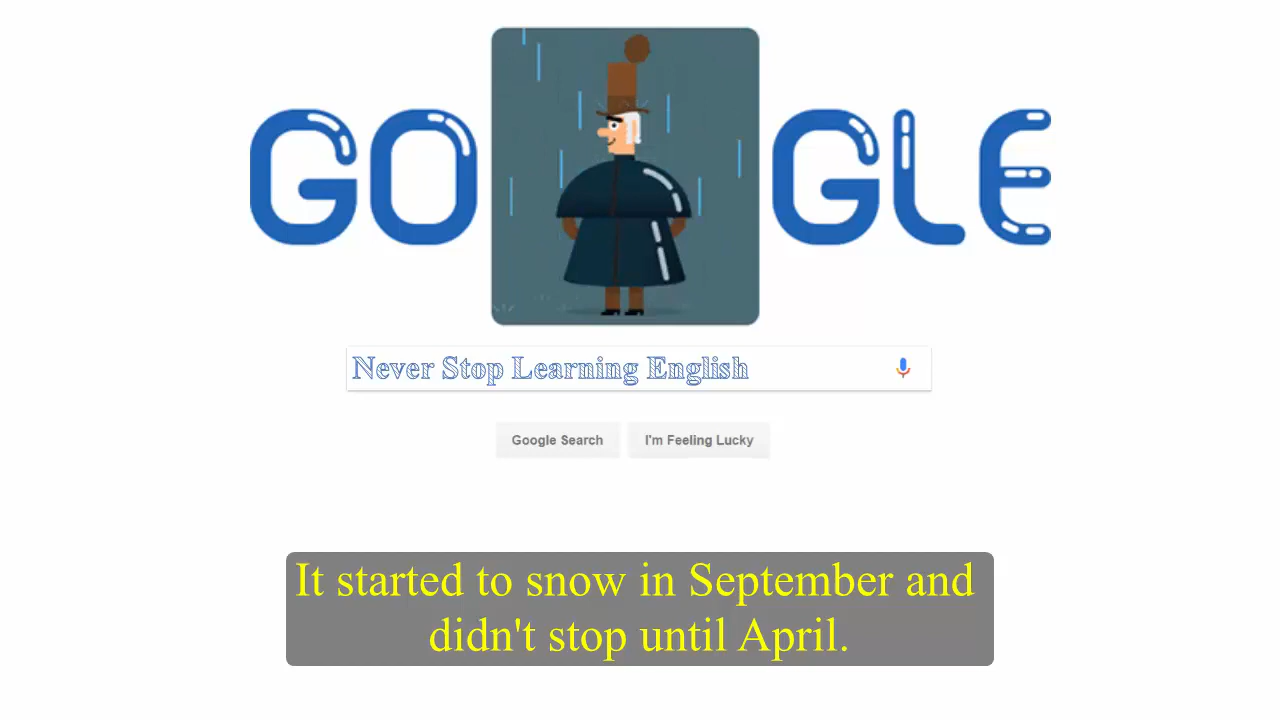 GO GLE
Never Stop Learning English
Google Search
I'm Feeling Lucky
It started to snow in September and
didn't stop until April.